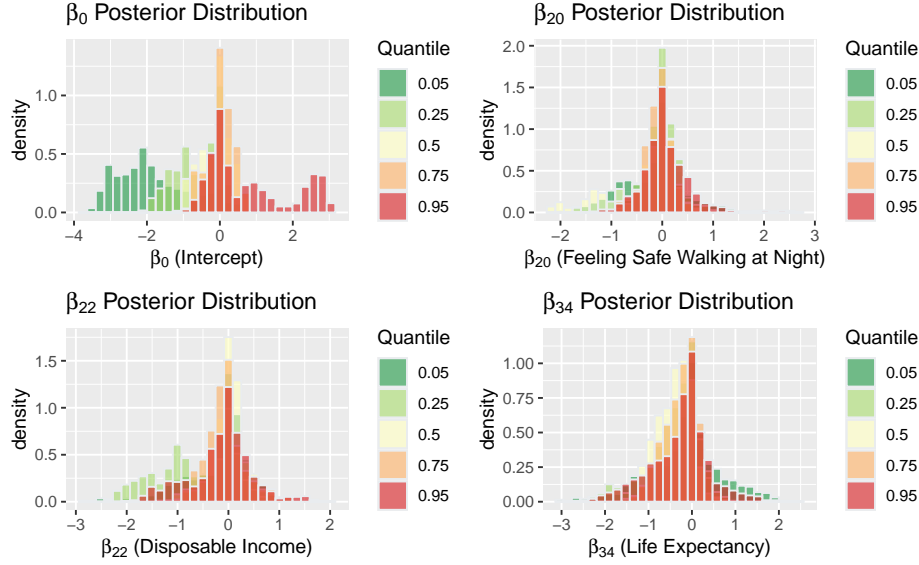 β₀ Posterior Distribution
density
1.0
0.5
0.0
−4 −2 0 2
β₀ (Intercept)
Quantile
0.05
0.25
0.5
0.75
0.95
β₂₀ Posterior Distribution
density
2.0
1.5
1.0
0.5
0.0
−2 −1 0 1 2 3
β₂₀ (Feeling Safe Walking at Night)
Quantile
0.05
0.25
0.5
0.75
0.95
β₂₂ Posterior Distribution
density
1.5
1.0
0.5
0.0
−3 −2 −1 0 1 2
β₂₂ (Disposable Income)
Quantile
0.05
0.25
0.5
0.75
0.95
β₃₄ Posterior Distribution
density
1.00
0.75
0.50
0.25
0.00
−3 −2 −1 0 1 2
β₃₄ (Life Expectancy)
Quantile
0.05
0.25
0.5
0.75
0.95